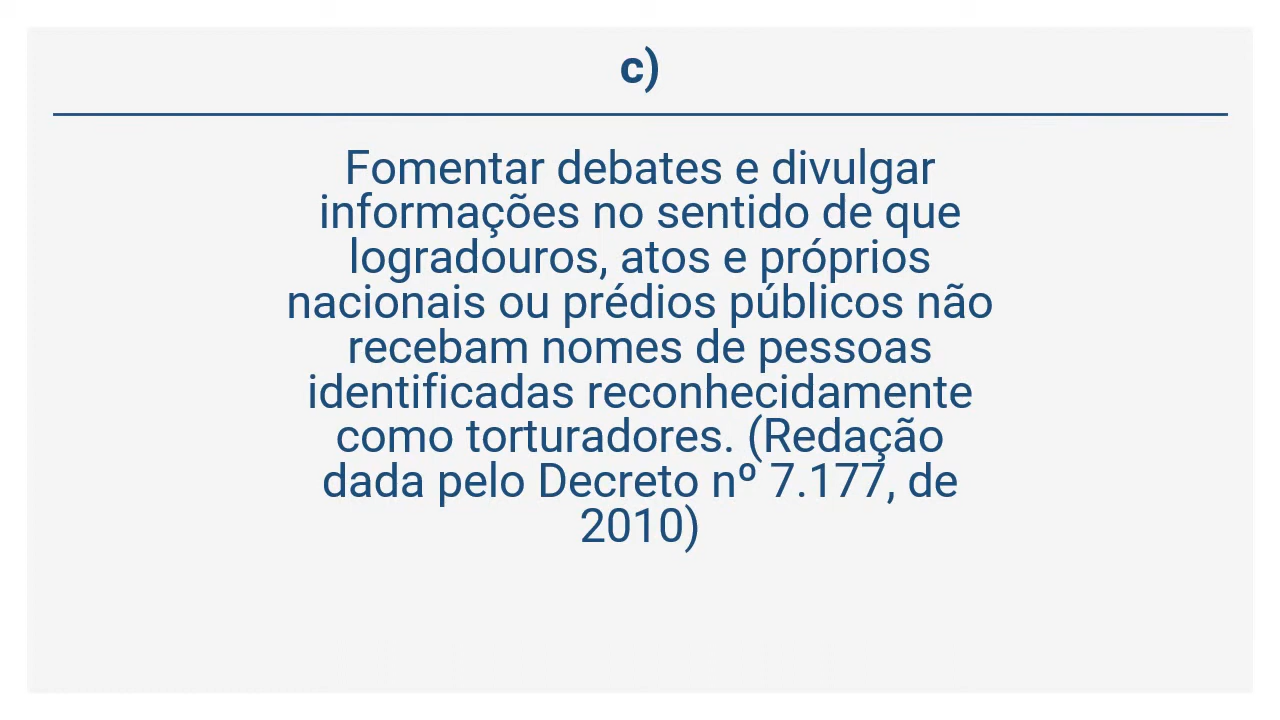 c)
Fomentar debates e divulgar
informações no sentido de que
logradouros, atos e próprios
nacionais ou prédios públicos não
recebam nomes de pessoas
identificadas reconhecidamente
como torturadores. (Redação
dada pelo Decreto nº 7.177, de
2010)